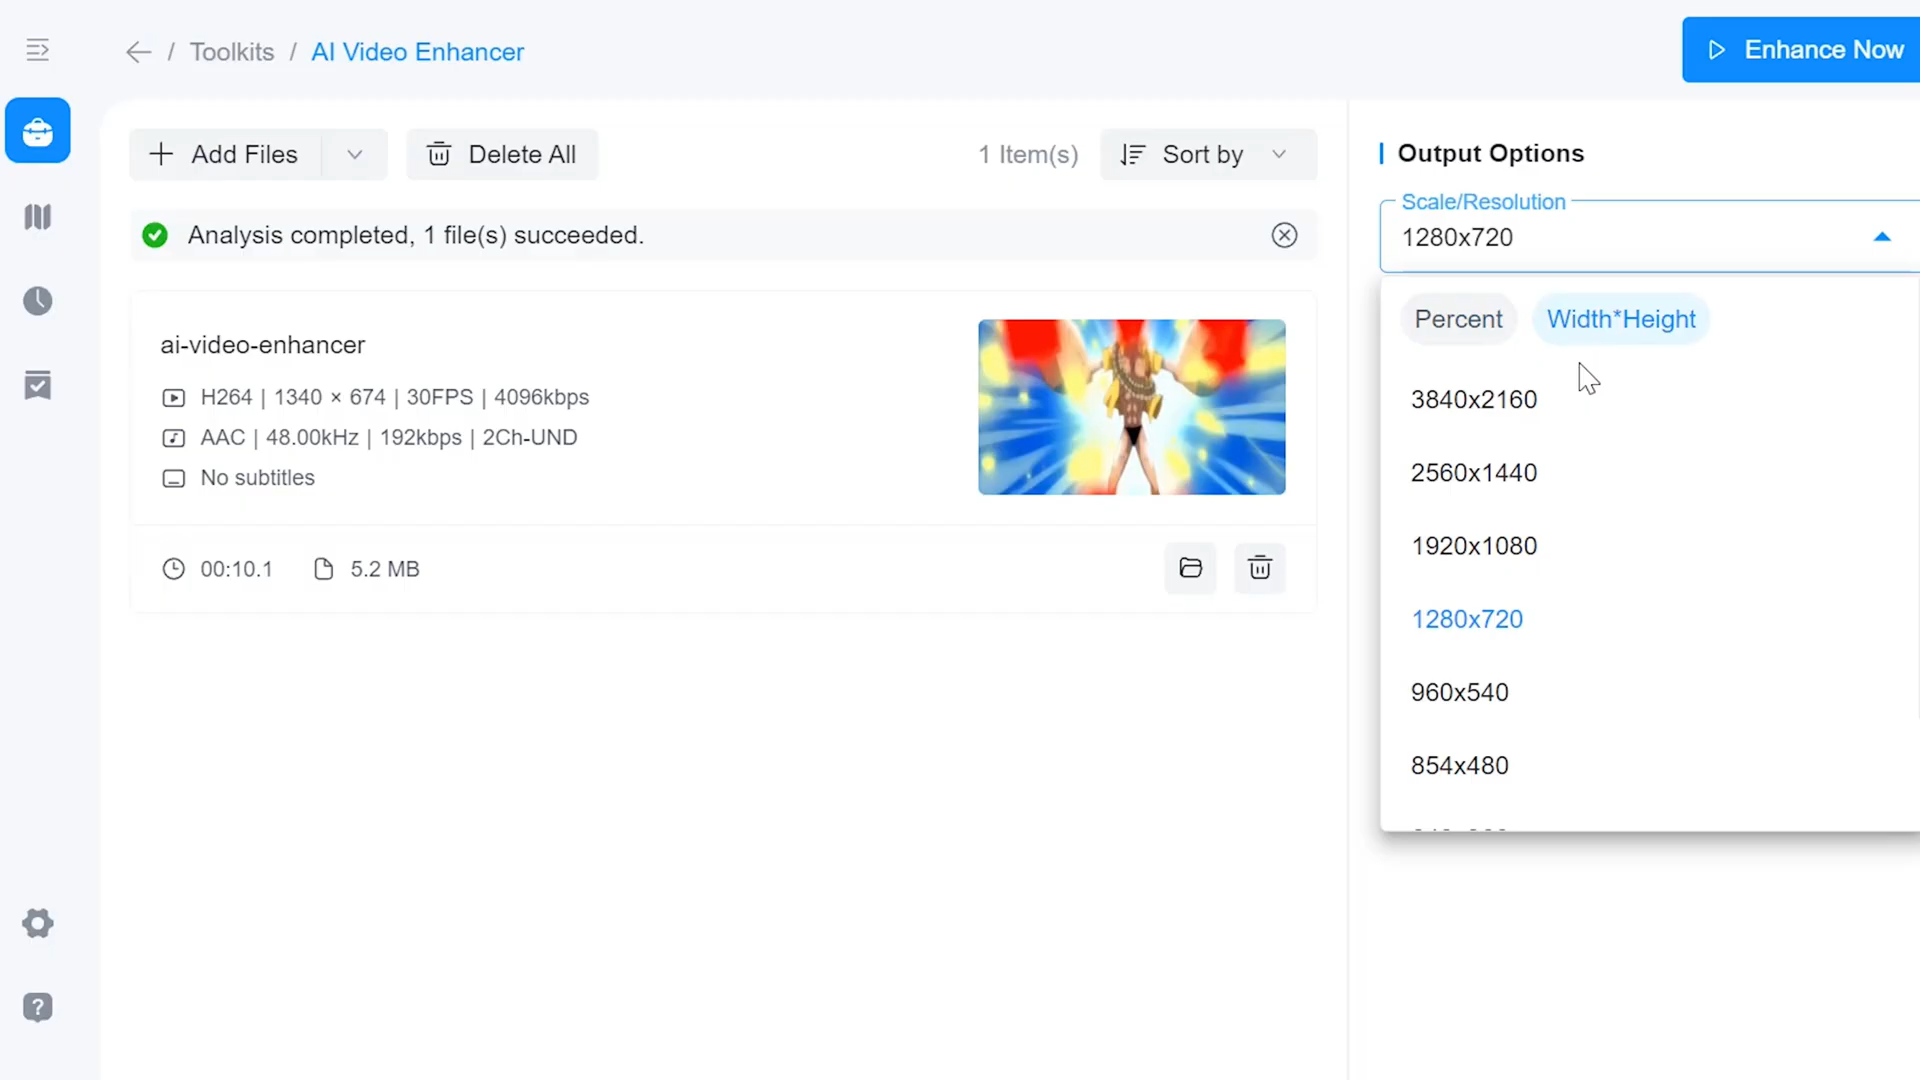 / Toolkits / AI Video Enhancer
Enhance Now
Add Files
Delete All
1 Item(s)
Sort by
Analysis completed, 1 file(s) succeeded.
ai-video-enhancer
H264 | 1340 × 674 | 30FPS | 4096kbps
AAC | 48.00kHz | 192kbps | 2Ch-UND
No subtitles
00:10.1
5.2 MB
Output Options
Scale/Resolution
1280x720
Percent
Width*Height
3840x2160
2560x1440
1920x1080
1280x720
960x540
854x480